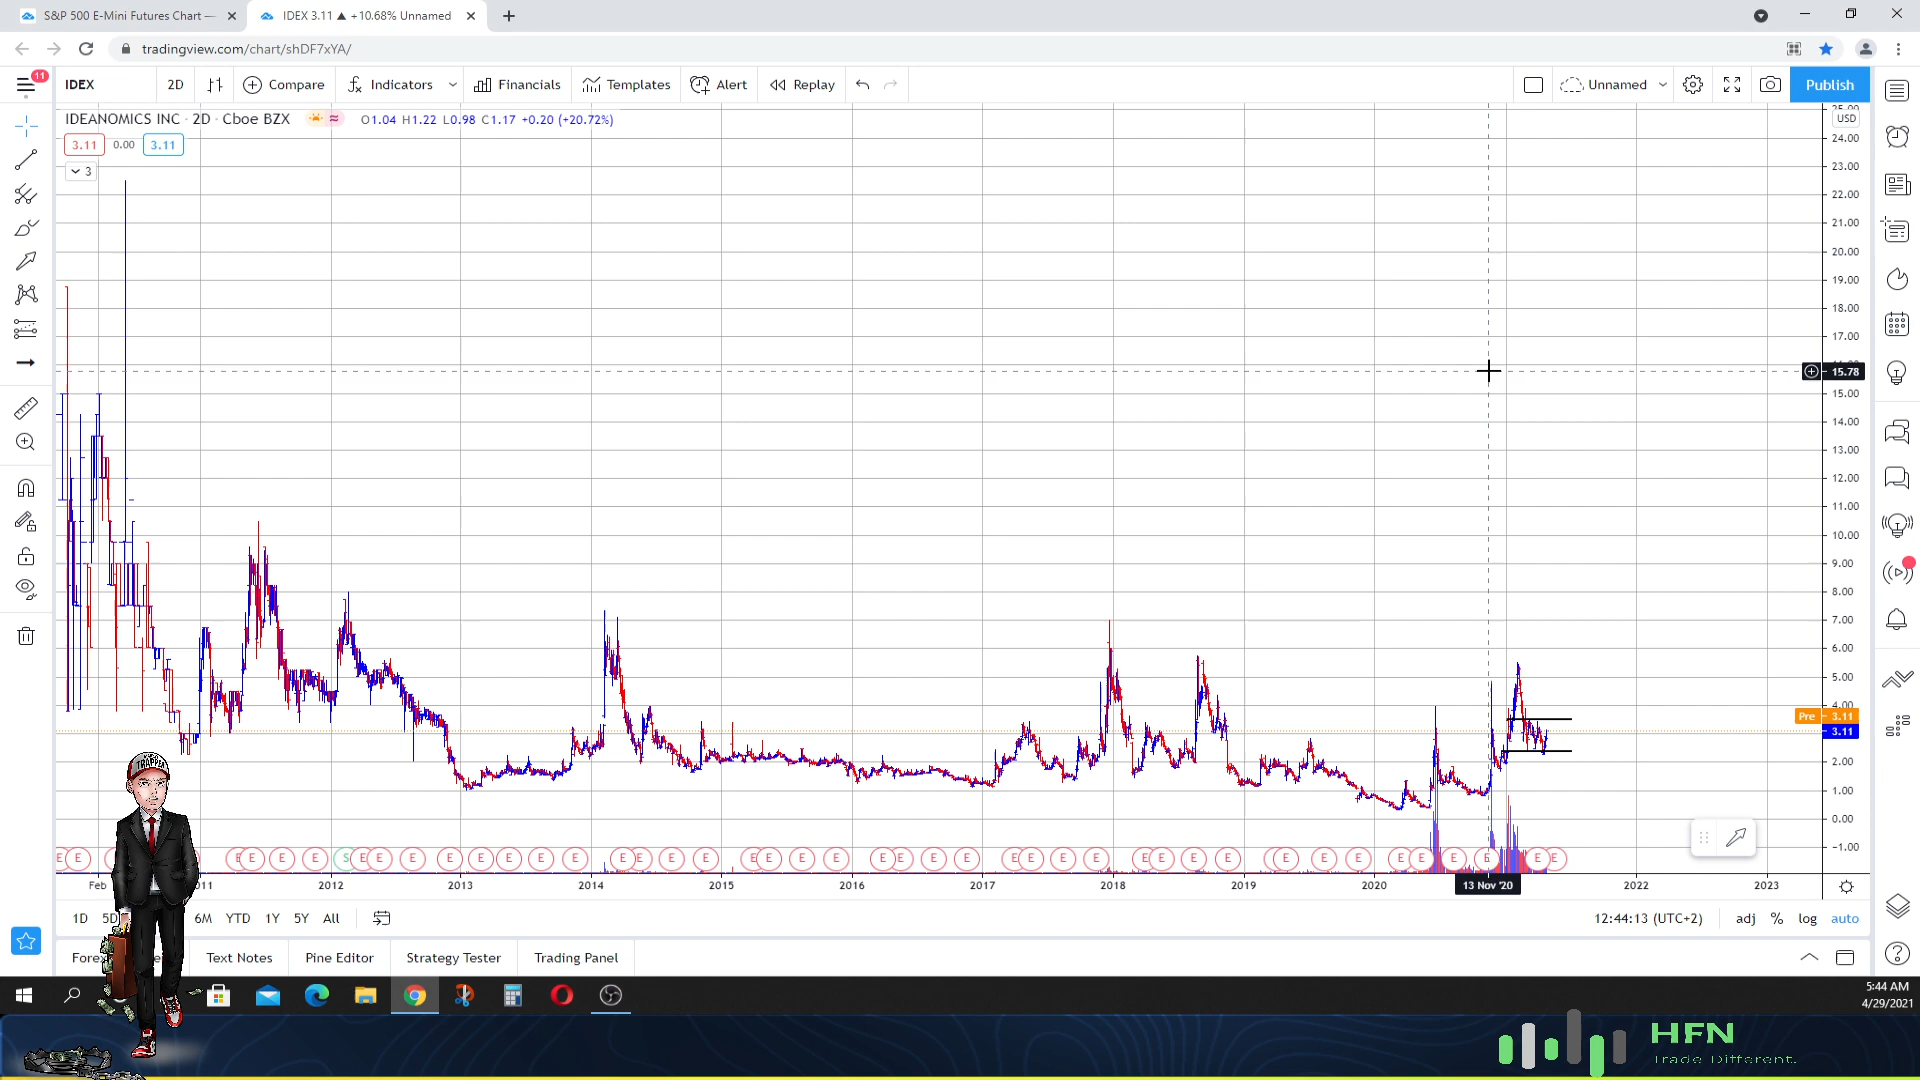 S&P 500 E-Mini Futures Chart —
IDEX 3.11 ▲ +10.68% Unnamed
tradingview.com/chart/shDF7xYA/
11
IDEX
2D
Compare
Indicators
Financials
Templates
Alert
Replay
Unnamed
Publish
IDEANOMICS INC · 2D · Cboe BZX
O1.04 H1.22 L0.98 C1.17 +0.20 (+20.72%)
3.11 0.00 3.11
3
25.00
USD
24.00
23.00
22.00
21.00
20.00
19.00
18.00
17.00
15.78
15.00
14.00
13.00
12.00
11.00
10.00
9.00
8.00
7.00
6.00
5.00
4.00
Pre 3.11
3.11
2.00
1.00
0.00
-1.00
TRAPPER
E E E E E E S E E E E E E E E E E E E E E E E E E E E E E E E E E E E E E E E E E E E E E E
Feb 2012 2013 2014 2015 2016 2017 2018 2019 2020 13 Nov '20 2022 2023
1D 5D 6M YTD 1Y 5Y All
12:44:13 (UTC+2) adj % log auto
Text Notes Pine Editor Strategy Tester Trading Panel
5:44 AM
4/29/2021
HFN
Trade Different.